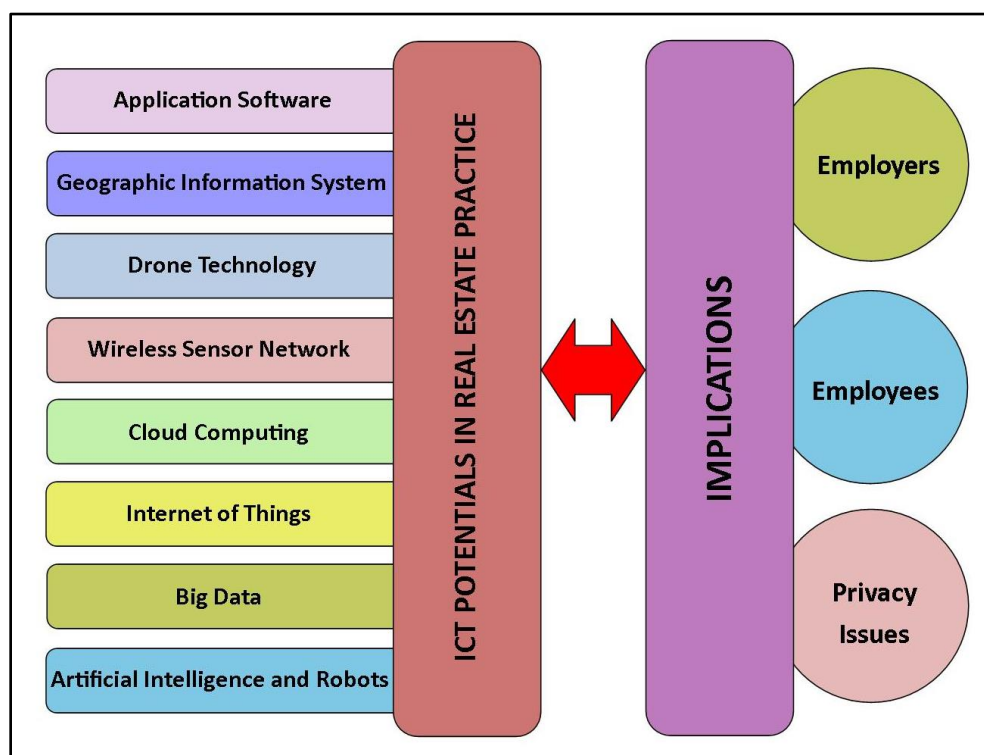 Application Software
Geographic Information System
Drone Technology
Wireless Sensor Network
Cloud Computing
Internet of Things
Big Data
Artificial Intelligence and Robots
ICT POTENTIALS IN REAL ESTATE PRACTICE
IMPLICATIONS
Employers
Employees
Privacy
Issues